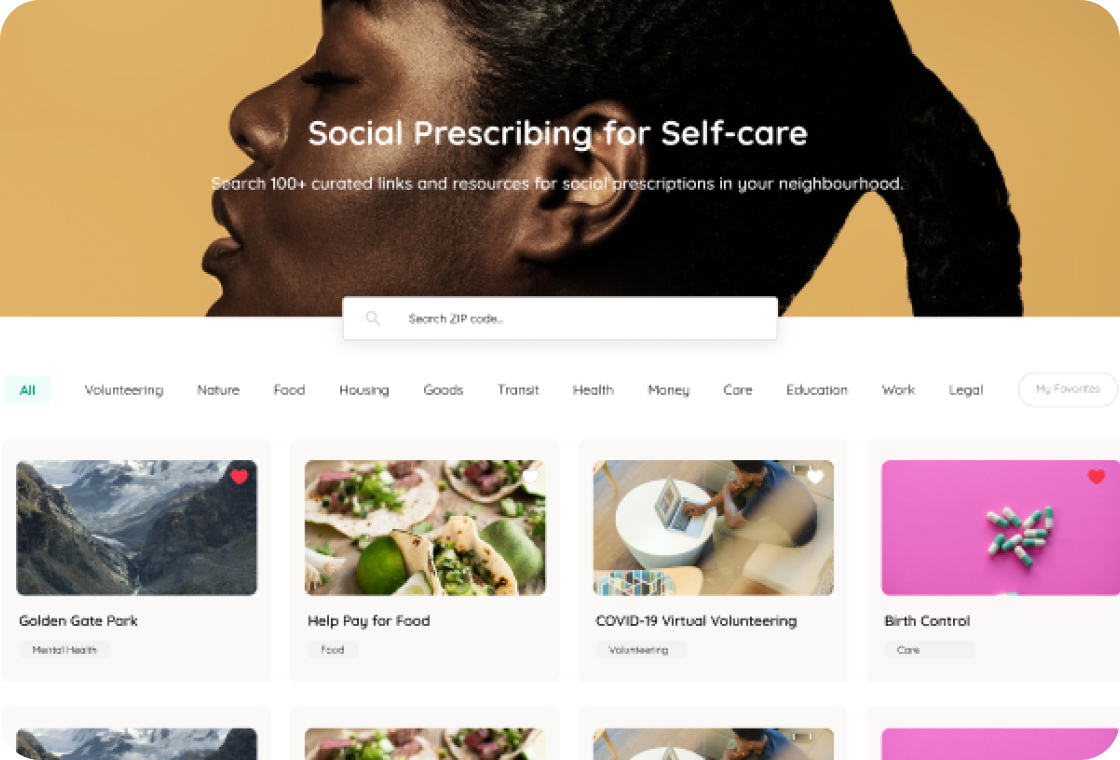 Social Prescribing for Self-care
Search 100+ curated links and resources for social prescriptions in your neighbourhood.
Search ZIP code...
All Volunteering Nature Food Housing Goods Transit Health Money Care Education Work Legal My Favorites
Golden Gate Park Help Pay for Food COVID-19 Virtual Volunteering Birth Control
Mental Health Food Volunteering Care